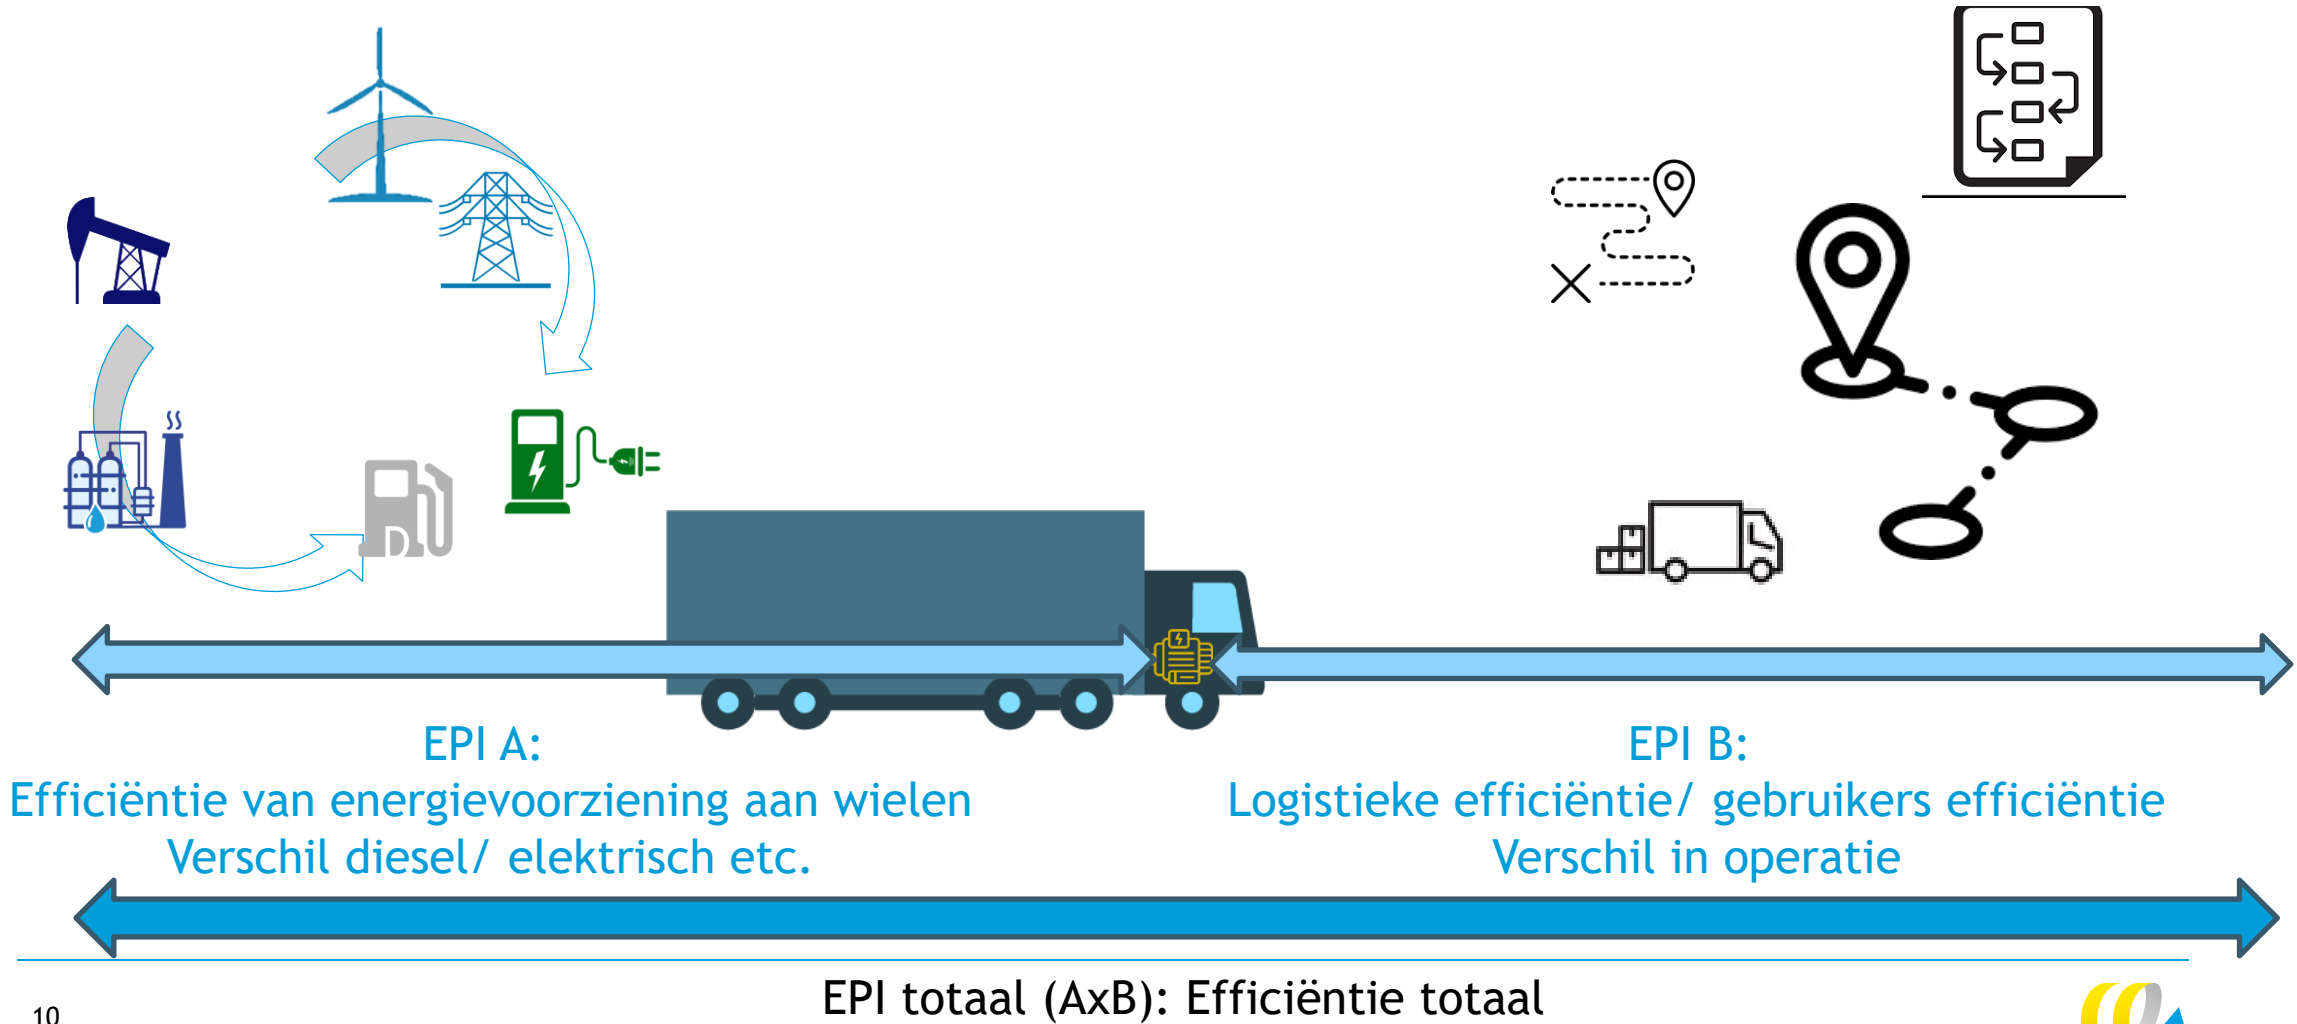 D
EPI A:
Efficiëntie van energievoorziening aan wielen
Verschil diesel/ elektrisch etc.
EPI B:
Logistieke efficiëntie/ gebruikers efficiëntie
Verschil in operatie
EPI totaal (AxB): Efficiëntie totaal
10